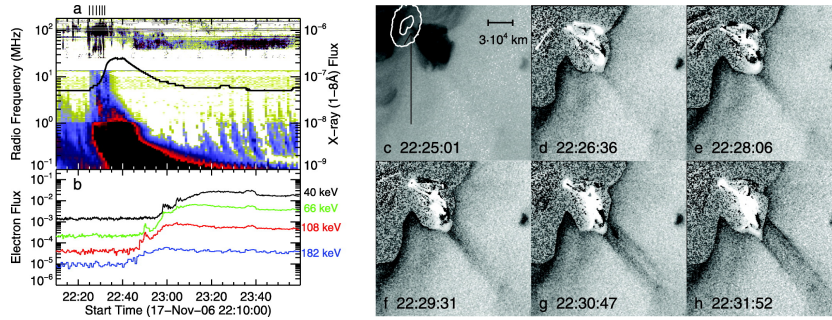 a
Radio Frequency (MHz)
10²
10¹
10⁰
10⁻¹
10⁻⁶
10⁻⁷
10⁻⁸
10⁻⁹
X-ray (1-8Å) Flux
b
Electron Flux
10⁻¹
10⁻²
10⁻³
10⁻⁴
10⁻⁵
40 keV
66 keV
108 keV
182 keV
22:20 22:40 23:00 23:20 23:40
Start Time (17-Nov-06 22:10:00)
3·10⁴ km
c 22:25:01
d 22:26:36
e 22:28:06
f 22:29:31
g 22:30:47
h 22:31:52